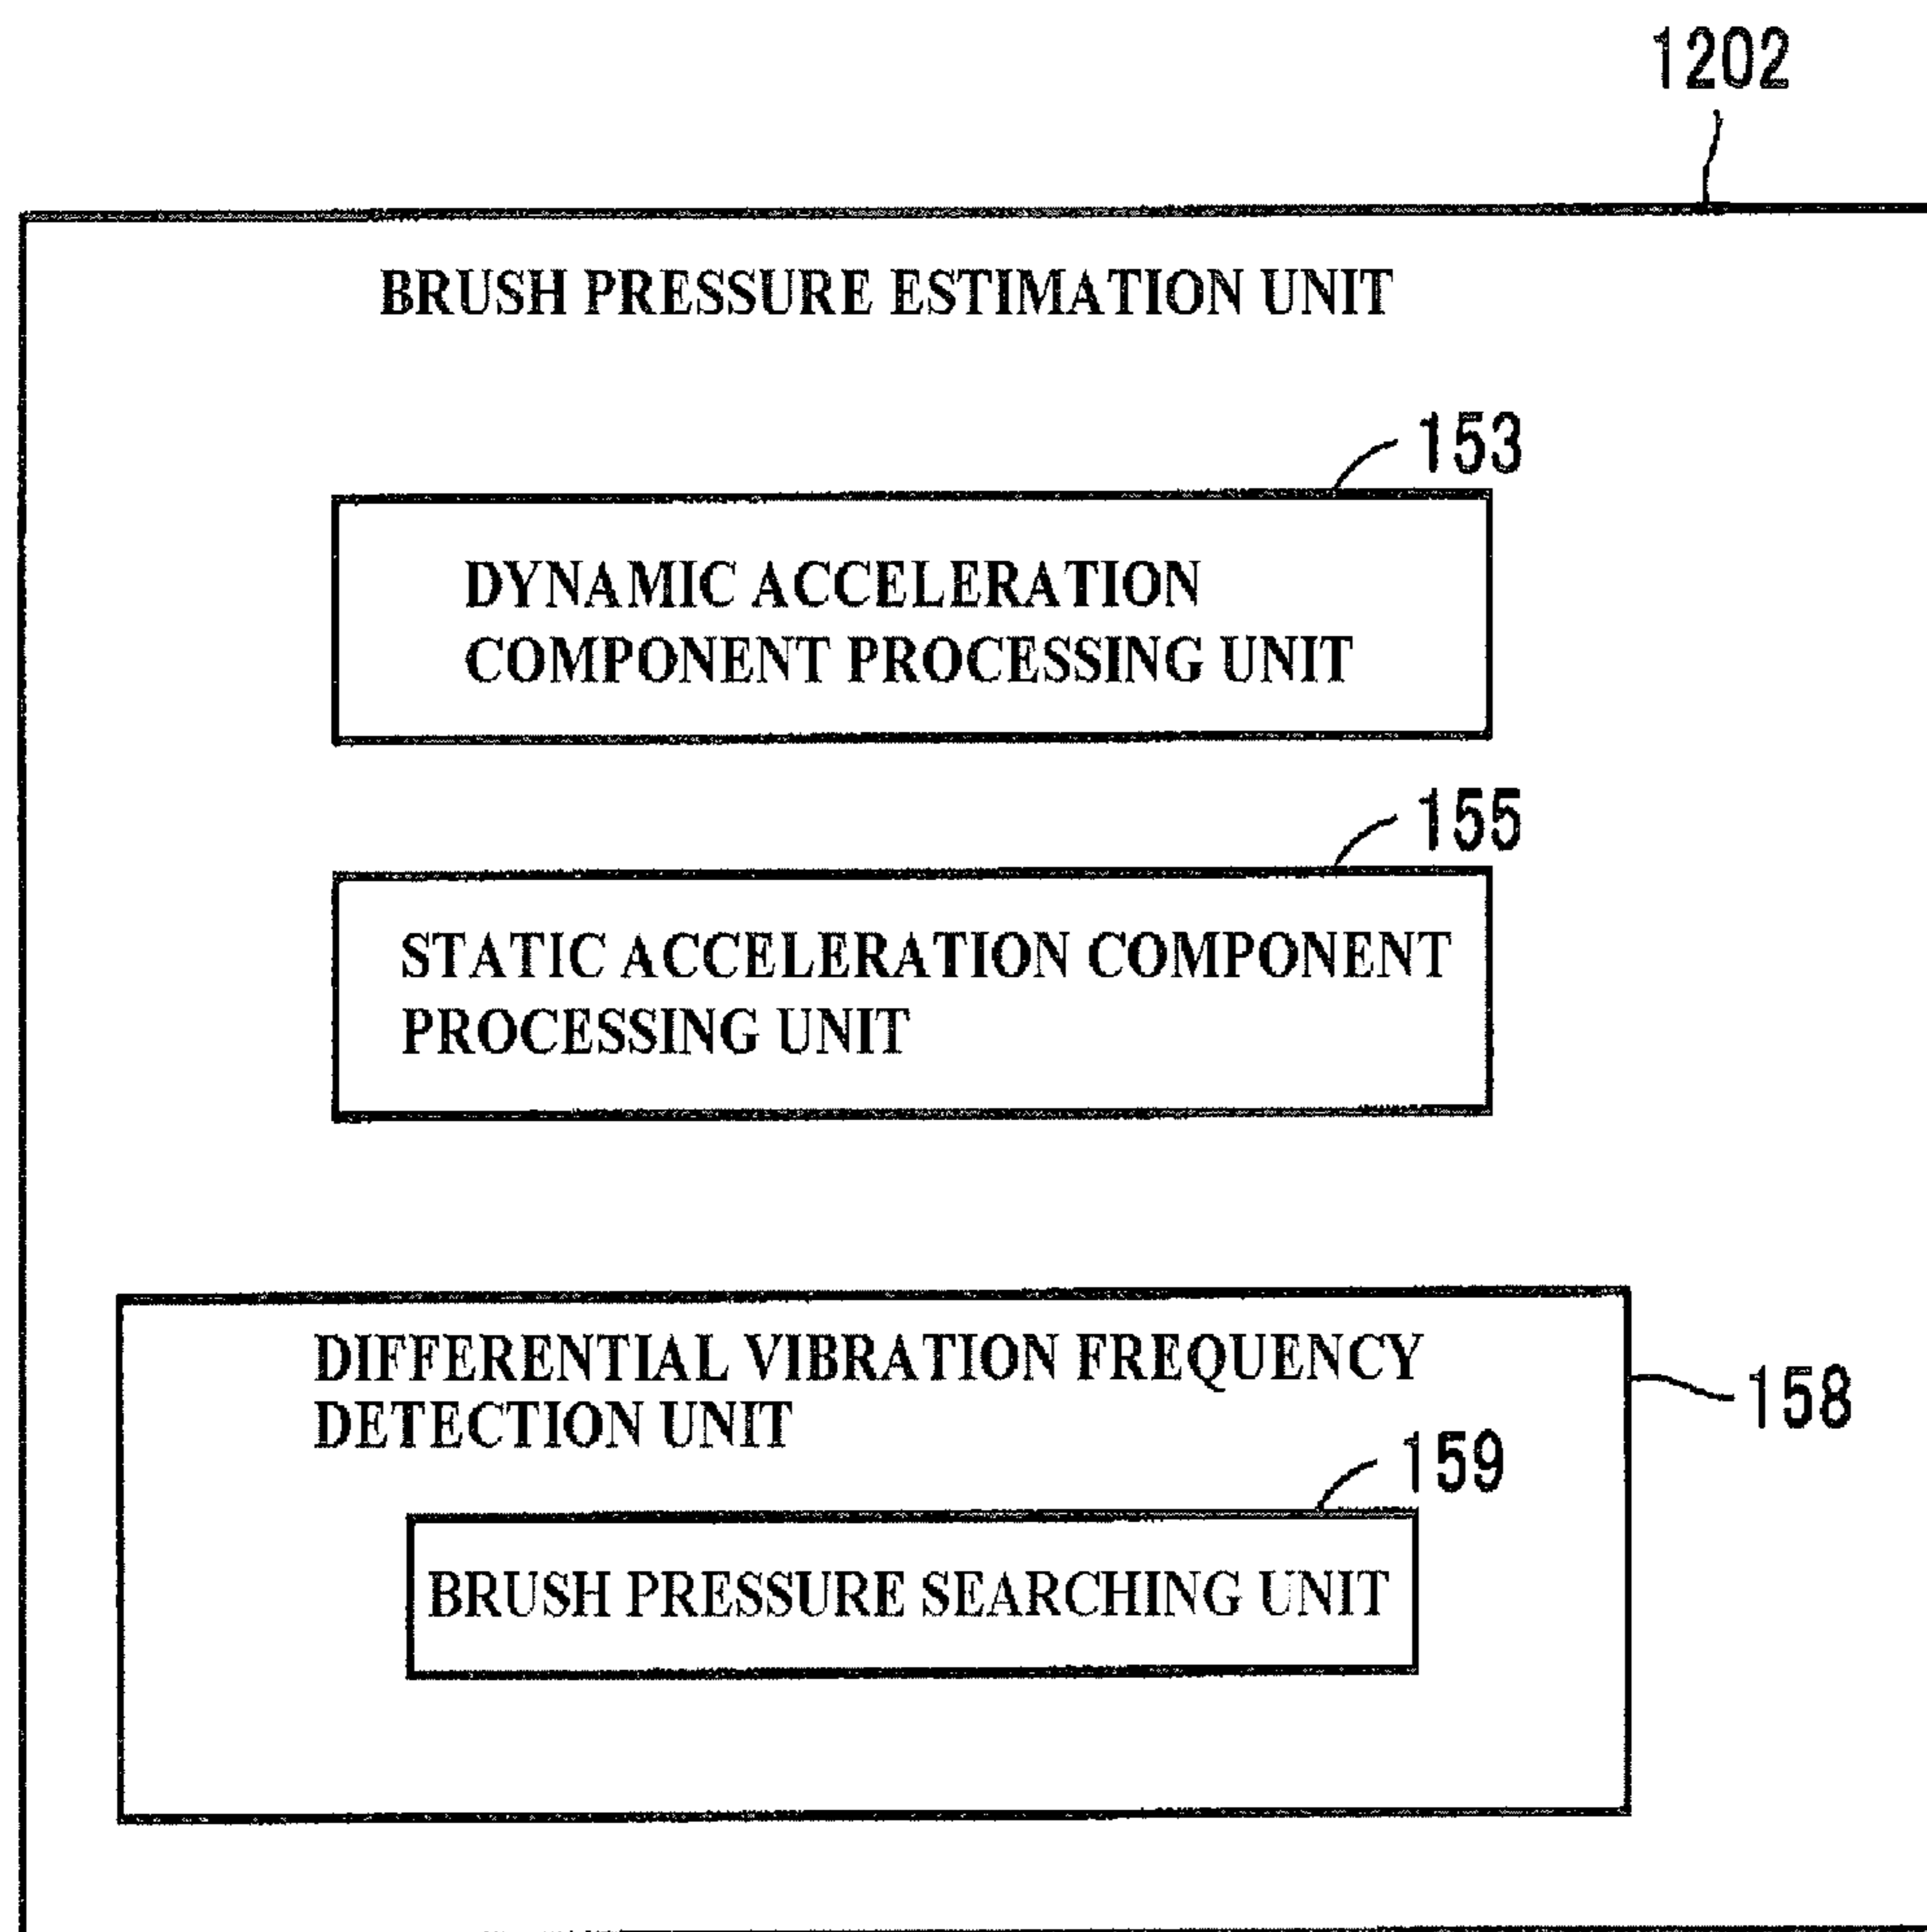 1202
BRUSH PRESSURE ESTIMATION UNIT
153
DYNAMIC ACCELERATION
COMPONENT PROCESSING UNIT
155
STATIC ACCELERATION COMPONENT
PROCESSING UNIT
DIFFERENTIAL VIBRATION FREQUENCY
DETECTION UNIT
158
159
BRUSH PRESSURE SEARCHING UNIT